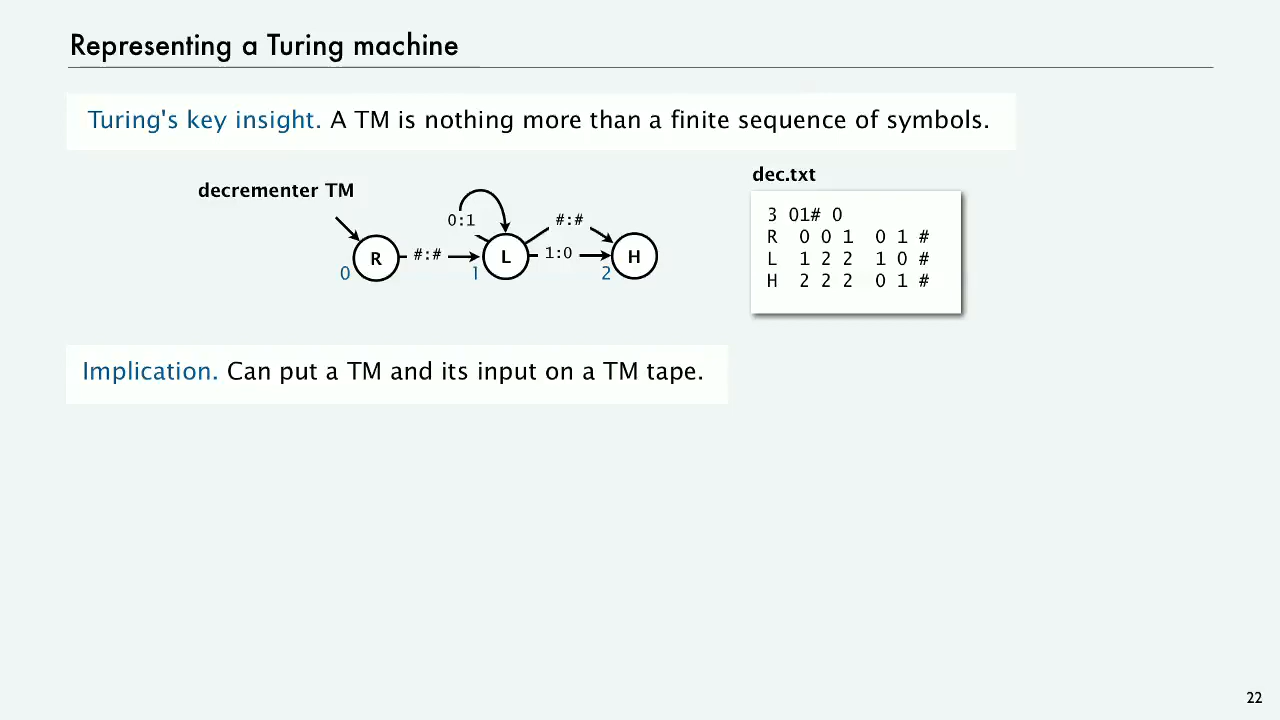 Representing a Turing machine
Turing's key insight. A TM is nothing more than a finite sequence of symbols.
decrementer TM
0:1
#:#
R
#:#
L
1:0
H
0
1
2
dec.txt
3 01# 0
R 0 0 1 0 1 #
L 1 2 2 1 0 #
H 2 2 2 0 1 #
Implication. Can put a TM and its input on a TM tape.
22